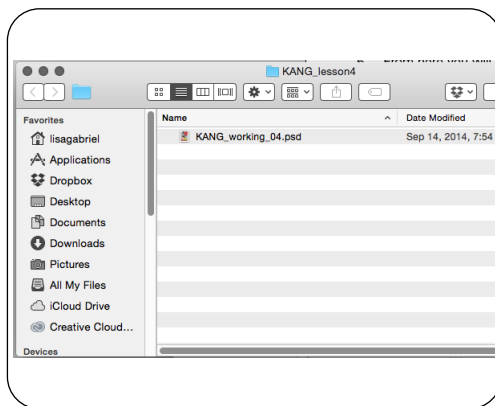 KANG_lesson4
Favorites
Name
Date Modified
lisagabriel
KANG_working_04.psd
Sep 14, 2014, 7:54
Applications
Dropbox
Desktop
Documents
Downloads
Pictures
All My Files
iCloud Drive
Creative Cloud...
Devices